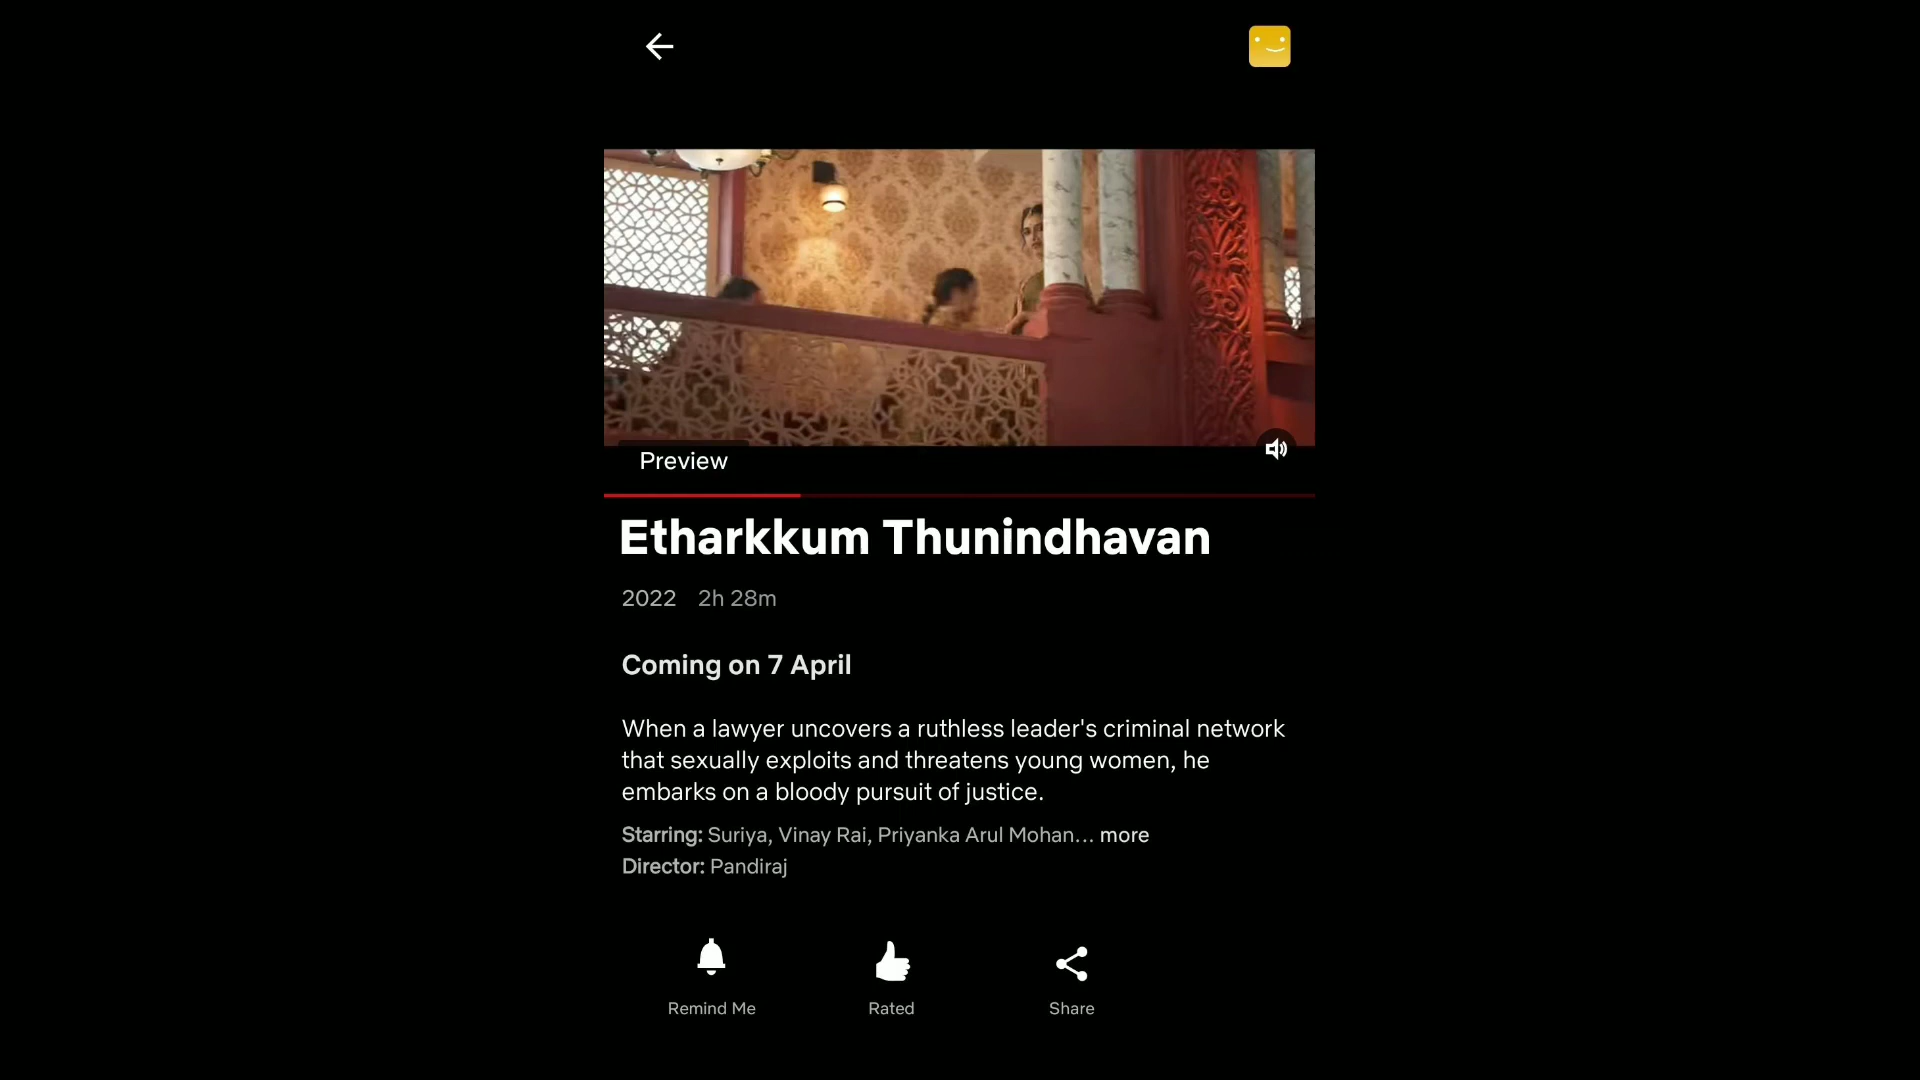 Preview
Etharkkum Thunindhavan
2022 2h 28m
Coming on 7 April
When a lawyer uncovers a ruthless leader's criminal network
that sexually exploits and threatens young women, he
embarks on a bloody pursuit of justice.
Starring: Suriya, Vinay Rai, Priyanka Arul Mohan... more
Director: Pandiraj
Remind Me
Rated
Share